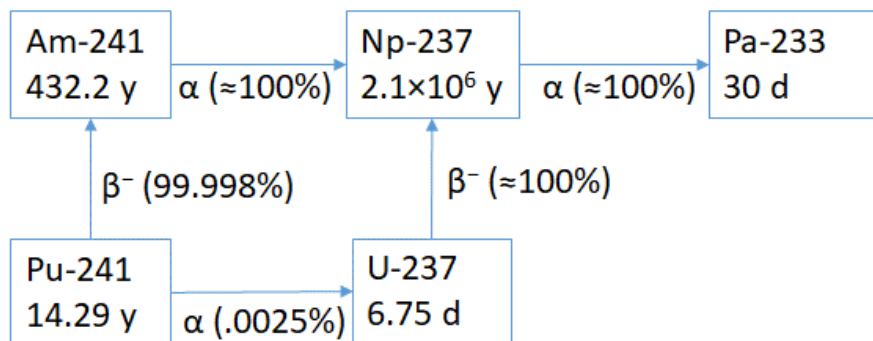 Am-241
432.2 y
α (≈100%)
Np-237
2.1×10⁶ y
α (≈100%)
Pa-233
30 d
β⁻ (99.998%)
β⁻ (≈100%)
Pu-241
14.29 y
α (.0025%)
U-237
6.75 d